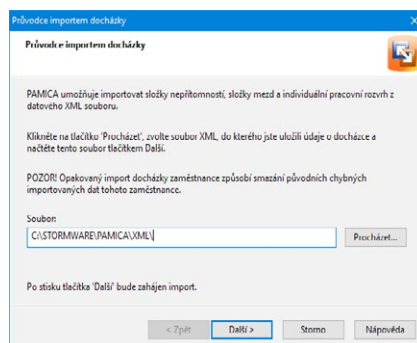 Průvodce importem docházky
Průvodce importem docházky
PAMICA umožňuje importovat složky nepřítomností, složky mezd a individuální pracovní rozvrh z
datového XML souboru.
Klikněte na tlačítko 'Procházet', zvolte soubor XML, do kterého jste uložili údaje o docházce a
načtěte tento soubor tlačítkem Další.
POZOR! Opakovaný import docházky zaměstnance způsobí smazání původních chybných
importovaných dat tohoto zaměstnance.
Soubor:
C:\STORMWARE\PAMICA\XML\
Procházet...
Po stisku tlačítka 'Další' bude zahájen import.
< Zpět
Další >
Storno
Nápověda